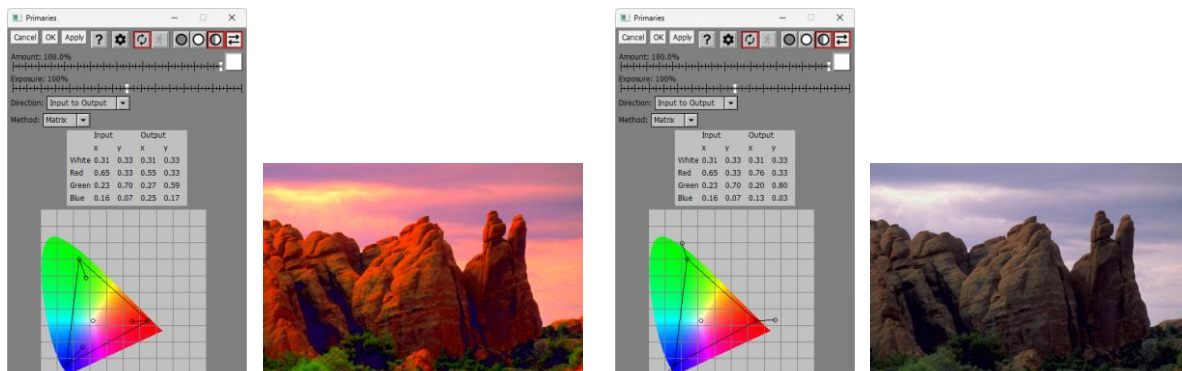 Primaries
Cancel OK Apply ?
Amount: 100.0%
Exposure: 100%
Direction: Input to Output
Method: Matrix
Input Output
x y x y
White 0.31 0.33 0.31 0.33
Red 0.65 0.33 0.55 0.33
Green 0.23 0.70 0.27 0.59
Blue 0.16 0.07 0.25 0.17
Primaries
Cancel OK Apply ?
Amount: 100.0%
Exposure: 100%
Direction: Input to Output
Method: Matrix
Input Output
x y x y
White 0.31 0.33 0.31 0.33
Red 0.65 0.33 0.76 0.33
Green 0.23 0.70 0.20 0.80
Blue 0.16 0.07 0.13 0.03